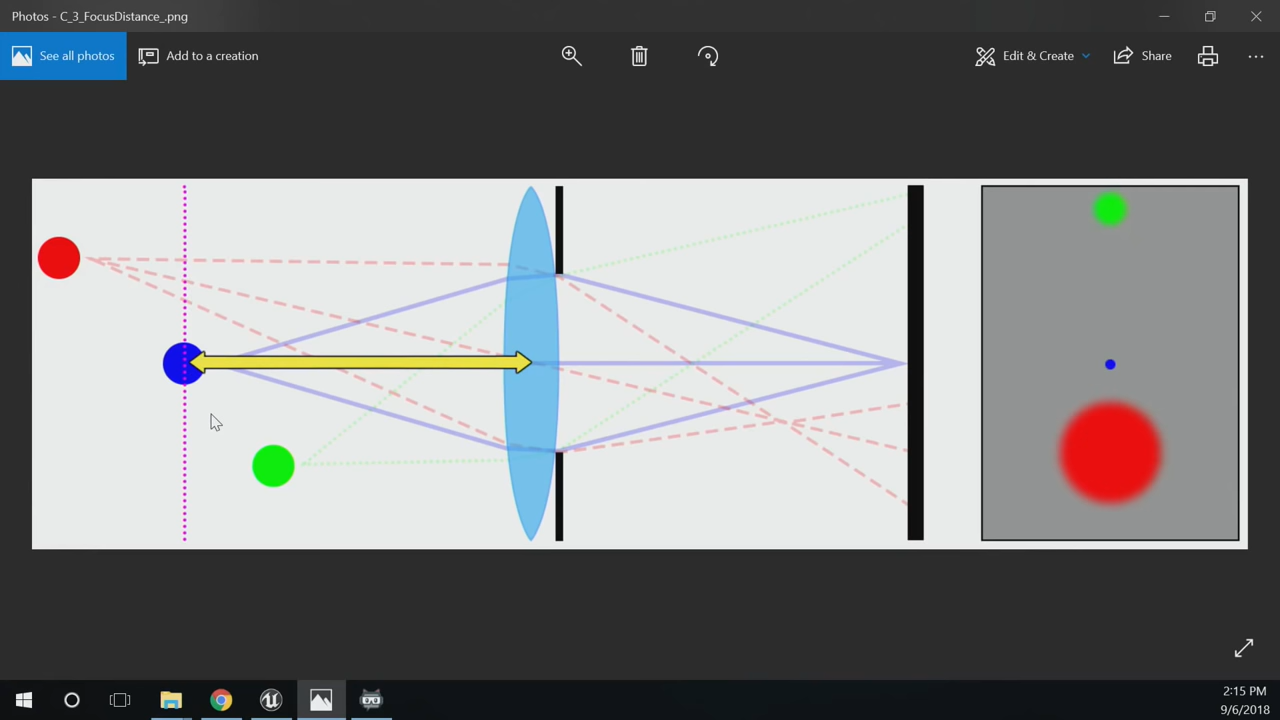 Photos - C_3_FocusDistance_.png
See all photos
Add to a creation
Edit & Create
Share
2:15 PM
9/6/2018